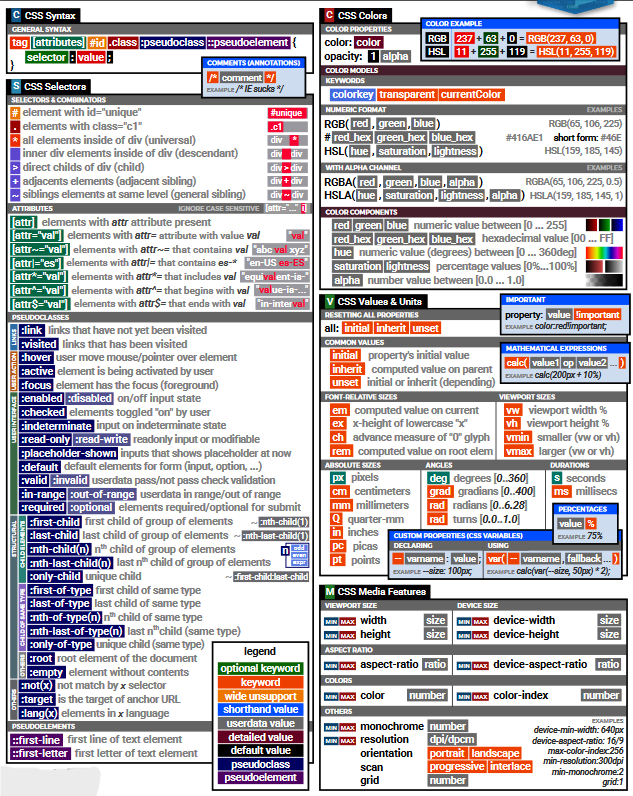 C CSS Syntax
GENERAL SYNTAX
tag [attributes] #id .class :pseudoclass ::pseudoelement {
selector : value ;
}
COMMENTS (ANNOTATIONS)
/* comment */
EXAMPLE /* IE sucks */
S CSS Selectors
SELECTORS & COMBINATORS
# element with id="unique" #unique
. elements with class="c1" .c1
* all elements inside of div (universal) div *
inner div elements inside of div (descendant) div div
> direct childs of div (child) div > div
+ adjacents elements (adjacent sibling) div + div
~ siblings elements at same level (general sibling) div ~ div
ATTRIBUTES IGNORE CASE SENSITIVE [attr="..." i]
[attr] elements with attr attribute present
[attr="val"] elements with attr= attribute with value val "val"
[attr~="val"] elements with attr~= that contains val "abc val xyz"
[attr|="es"] elements with attr|= that contains es-* "en-US es-ES"
[attr*="val"] elements with attr*= that includes val "equivalent-ia-"
[attr^="val"] elements with attr^= that begins with val "value-ia-..."
[attr$="val"] elements with attr$= that ends with val "in-interval"
PSEUDOCLASSES
LINKS
:link links that have not yet been visited
:visited links that has been visited
USER ACTION
:hover user move mouse/pointer over element
:active element is being activated by user
:focus element has the focus (foreground)
USER INTERFACE
:enabled :disabled on/off input state
:checked elements toggled "on" by user
:indeterminate input on indeterminate state
:read-only :read-write readonly input or modifiable
:placeholder-shown inputs that shows placeholder at now
:default default elements for form (input, option, ...)
:valid :invalid userdata pass/not pass check validation
:in-range :out-of-range userdata in range/out of range
:required :optional elements required/optional for submit
STRUCTURAL
CHILD ELEMENTS
:first-child first child of group of elements ~ :nth-child(1)
:last-child last child of group of elements ~ :nth-child(1)
:nth-child(n) nth child of group of elements n odd
:nth-last-child(n) last nth child of group of elements even expr
:only-child unique child ~ :first-child:last-child
CHILD OF SAME TYPE
:first-of-type first child of same type
:last-of-type last child of same type
:nth-of-type(n) nth child of same type
:nth-last-of-type(n) last nth child (same type)
:only-of-type unique child (same type)
OTHERS
:root root element of the document
:empty element without contents
OTHERS
:not(x) not match by x selector
:target is the target of anchor URL
:lang(x) elements in x language
PSEUDOELEMENTS
::first-line first line of text element
::first-letter first letter of text element
legend
optional keyword
keyword
wide unsupport
shorthand value
userdata value
detailed value
default value
pseudoclass
pseudoelement
C CSS Colors
COLOR PROPERTIES
color: color
opacity: 1 alpha
COLOR EXAMPLE
RGB 237 + 63 + 0 = RGB(237, 63, 0)
HSL 11 + 255 + 119 = HSL(11, 255, 119)
COLOR MODELS
KEYWORDS
colorkey transparent currentColor
NUMERIC FORMAT EXAMPLES
RGB( red , green , blue ) RGB(65, 106, 225)
# red_hex green_hex blue_hex #416AE1 short form: #46E
HSL( hue , saturation , lightness ) HSL(159, 185, 145)
WITH ALPHA CHANNEL EXAMPLES
RGBA( red , green , blue , alpha ) RGBA(65, 106, 225, 0.5)
HSLA( hue , saturation , lightness , alpha ) HSLA(159, 185, 145, 1)
COLOR COMPONENTS
red green blue numeric value between [0 ... 255]
red_hex green_hex blue_hex hexadecimal value [00 ... FF]
hue numeric value (degrees) between [0 ... 360deg]
saturation lightness percentage values [0%...100%]
alpha number value between [0.0 ... 1.0]
V CSS Values & Units
RESETTING ALL PROPERTIES
all: initial inherit unset
IMPORTANT
property: value !important
EXAMPLE color:red!important;
COMMON VALUES
initial property's initial value
inherit computed value on parent
unset initial or inherit (depending)
MATHEMATICAL EXPRESSIONS
calc( value1 op value2 ... )
EXAMPLE calc(200px + 10%)
FONT-RELATIVE SIZES VIEWPORT SIZES
em computed value on current vw viewport width %
ex x-height of lowercase "x" vh viewport height %
ch advance measure of "0" glyph vmin smaller (vw or vh)
rem computed value on root elem vmax larger (vw or vh)
ABSOLUTE SIZES ANGLES DURATIONS
px pixels deg degrees [0..360] s seconds
cm centimeters grad gradians [0..400] ms millisecs
mm millimeters rad radians [0..6.28]
Q quarter-mm rad turns [0.0..1.0]
in inches
pc picas
pt points
PERCENTAGES
value %
EXAMPLE 75%
CUSTOM PROPERTIES (CSS VARIABLES)
DECLARING USING
-- varname : value ; var( -- varname , fallback ... )
EXAMPLE --size: 100px; EXAMPLE calc(var(--size, 50px) * 2);
M CSS Media Features
VIEWPORT SIZE DEVICE SIZE
MIN MAX width size MIN MAX device-width size
MIN MAX height size MIN MAX device-height size
ASPECT RATIO
MIN MAX aspect-ratio ratio MIN MAX device-aspect-ratio ratio
COLORS
MIN MAX color number MIN MAX color-index number
OTHERS EXAMPLES
MIN MAX monochrome number device-min-width: 640px
MIN MAX resolution dpi/dpcm device-aspect-ratio: 16/9
orientation portrait landscape max-color-index:256
scan progressive interlace min-resolution:300dpi
grid number min-monochrome:2
grid:1